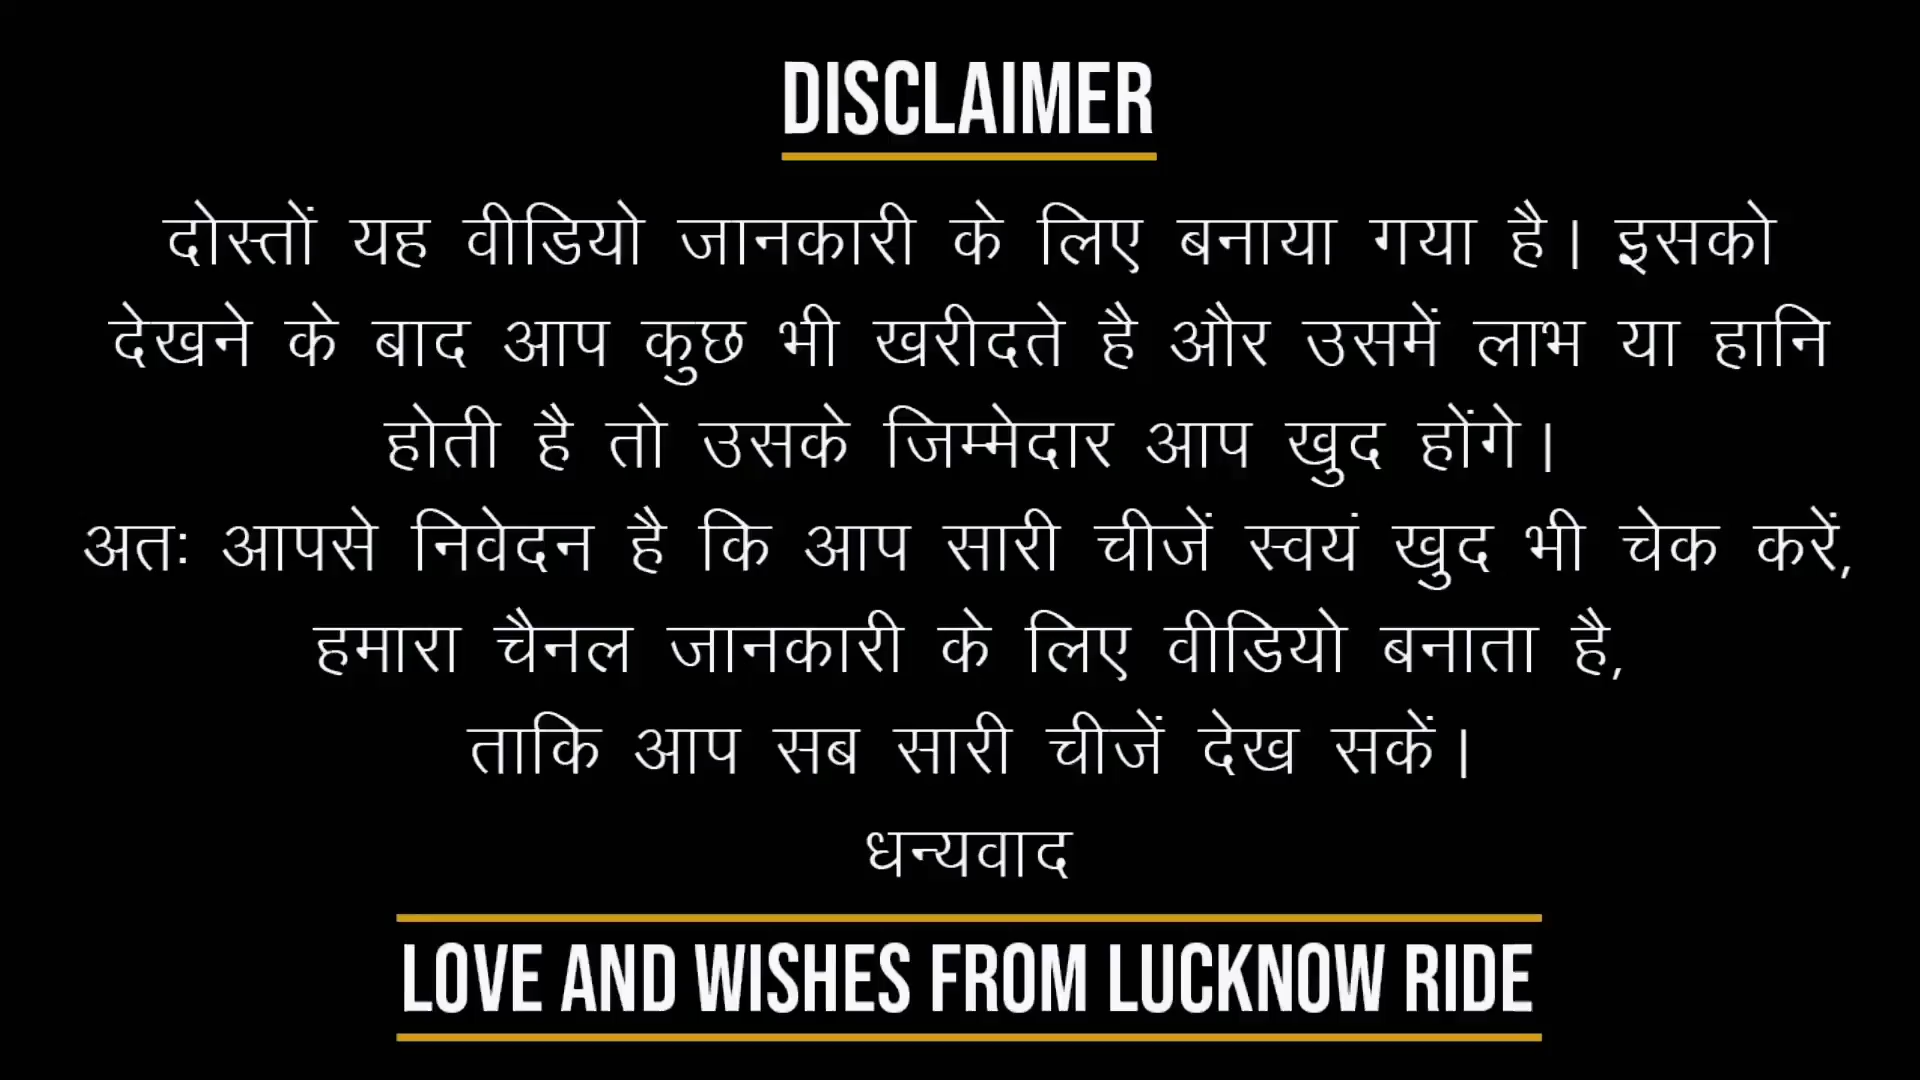 DISCLAIMER
दोस्तों यह वीडियो जानकारी के लिए बनाया गया है। इसको
देखने के बाद आप कुछ भी खरीदते है और उसमें लाभ या हानि
होती है तो उसके जिम्मेदार आप खुद होंगे।
अतः आपसे निवेदन है कि आप सारी चीजें स्वयं खुद भी चेक करें,
हमारा चैनल जानकारी के लिए वीडियो बनाता है,
ताकि आप सब सारी चीजें देख सकें।
धन्यवाद
LOVE AND WISHES FROM LUCKNOW RIDE